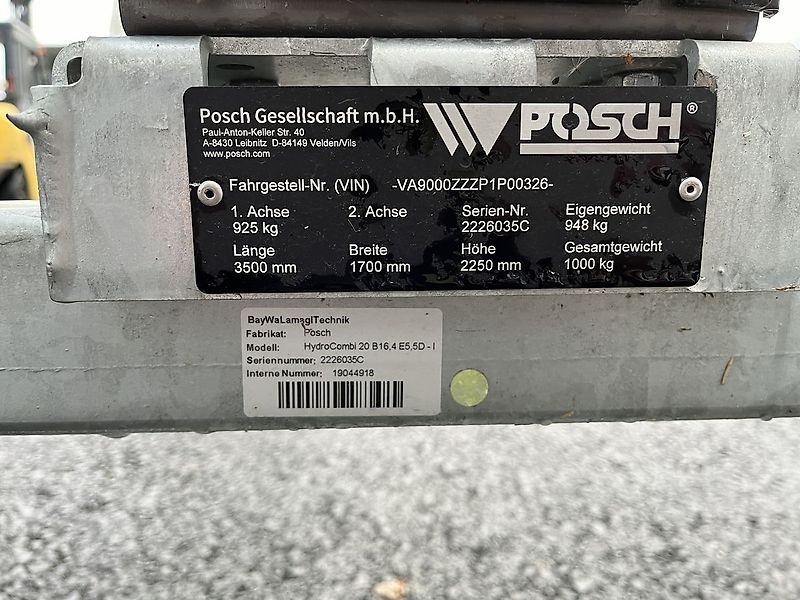 Posch Gesellschaft m.b.H.
Paul-Anton-Keller Str. 40
A-8430 Leibnitz D-84149 Velden/Vils
www.posch.com
POSCH®
Fahrgestell-Nr. (VIN) -VA9000ZZZP1P00326-
1. Achse 2. Achse Serien-Nr. Eigengewicht
925 kg 2226035C 948 kg
Länge Breite Höhe Gesamtgewicht
3500 mm 1700 mm 2250 mm 1000 kg
BayWaLamaglTechnik
Fabrikat: Posch
Modell: HydroCombi 20 B16,4 E5,5D - I
Seriennummer: 2226035C
Interne Nummer: 19044918